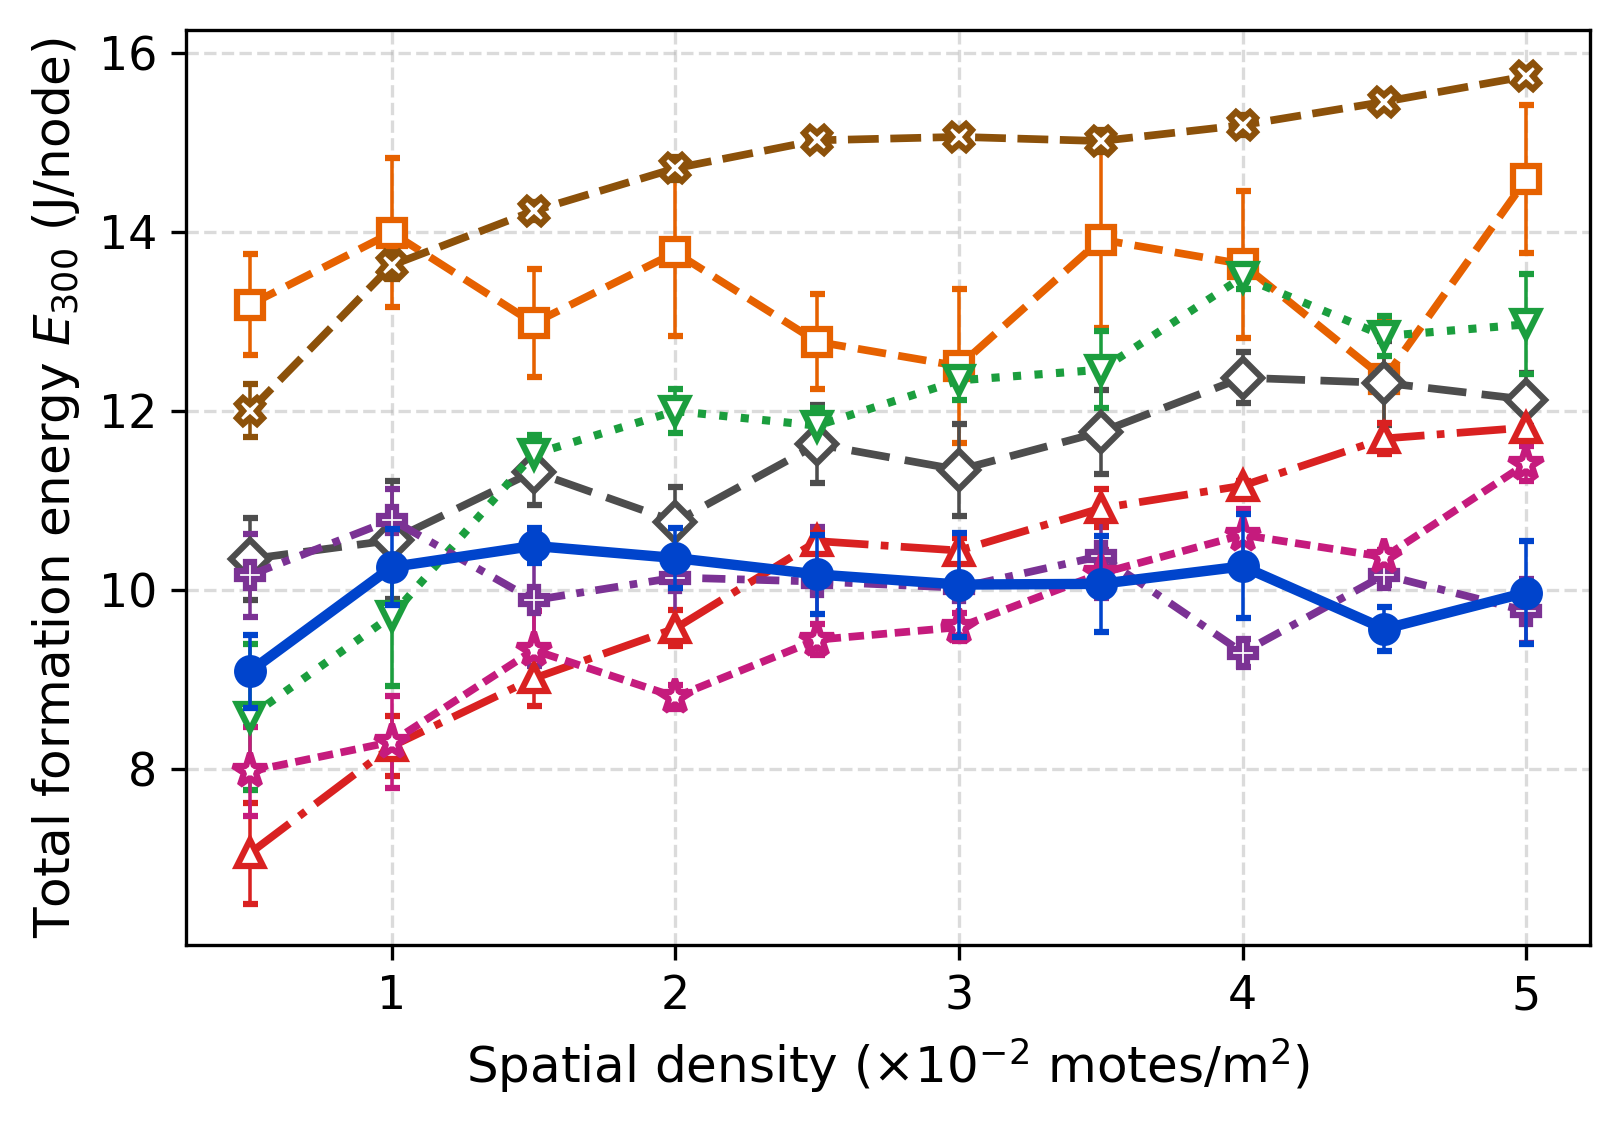 Total formation energy E₃₀₀ (J/node)
16
14
12
10
8
1 2 3 4 5
Spatial density (×10⁻² motes/m²)